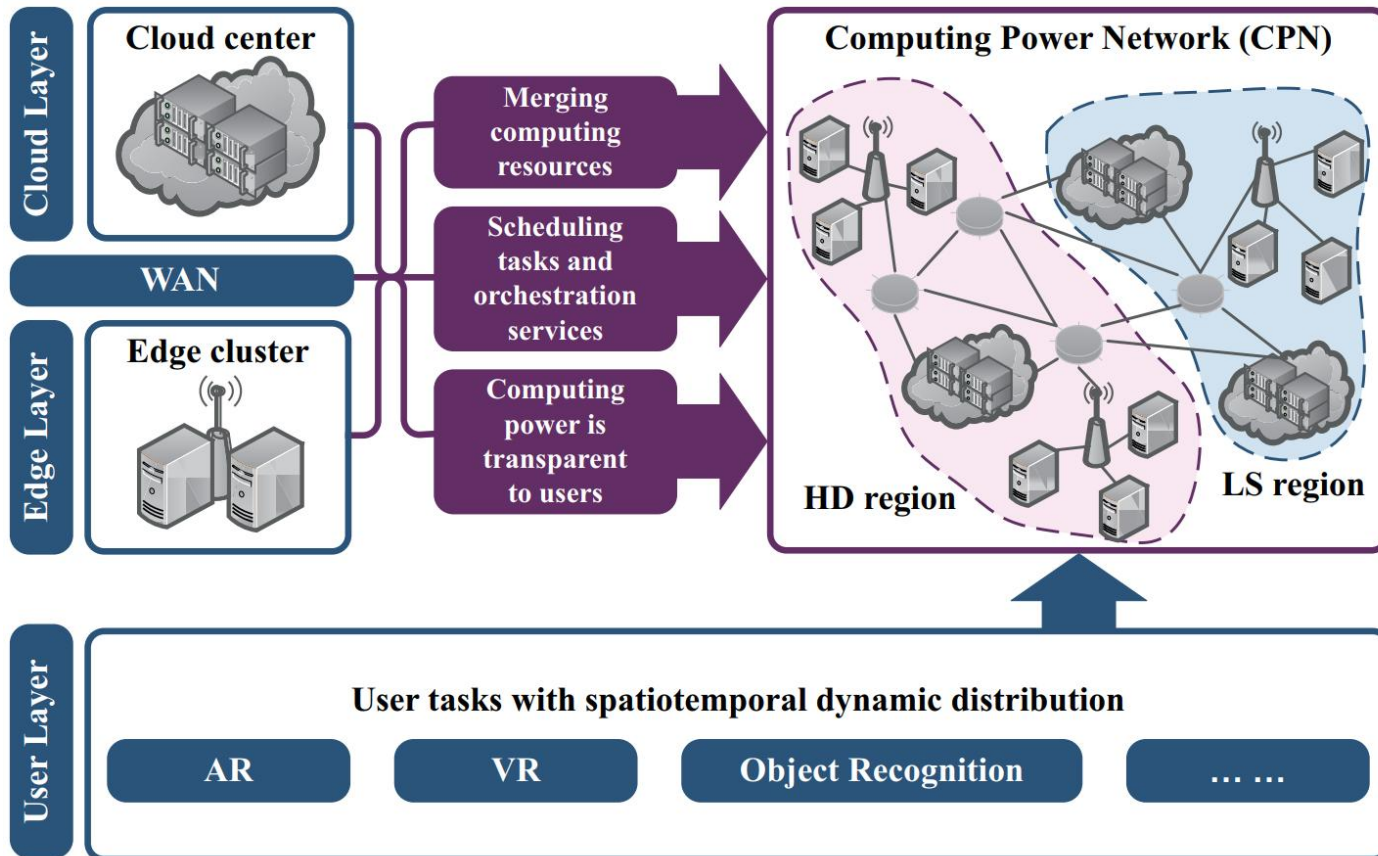 Cloud Layer
Cloud center
WAN
Edge Layer
Edge cluster
Merging
computing
resources
Scheduling
tasks and
orchestration
services
Computing
power is
transparent
to users
Computing Power Network (CPN)
HD region
LS region
User Layer
User tasks with spatiotemporal dynamic distribution
AR
VR
Object Recognition
... ...